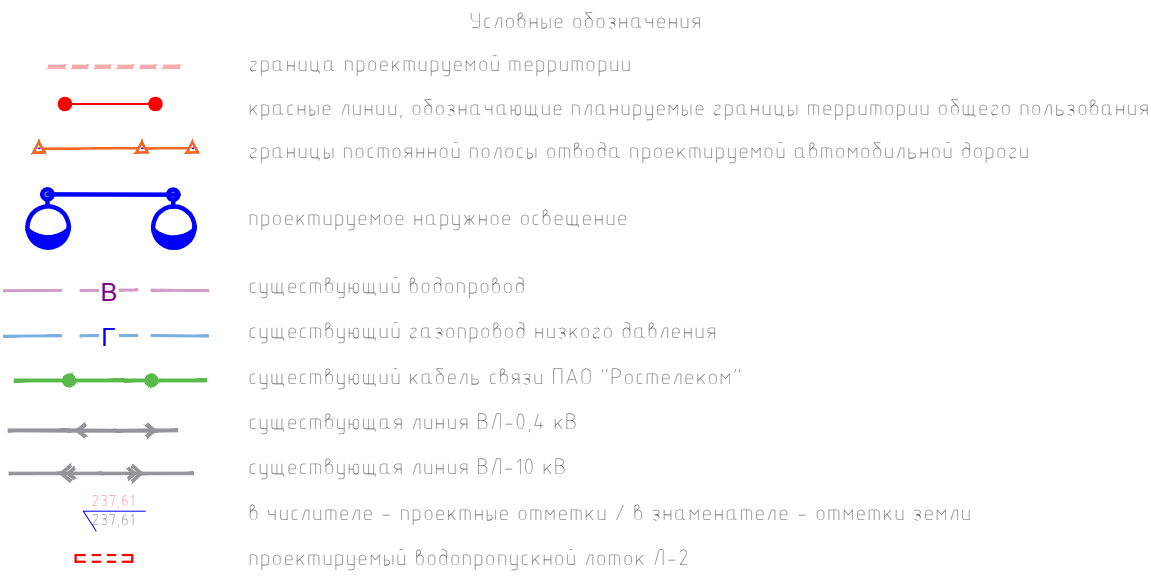 Условные обозначения
граница проектируемой территории
красные линии, обозначающие планируемые границы территории общего пользования
границы постоянной полосы отвода проектируемой автомобильной дороги
проектируемое наружное освещение
В существующий водопровод
Г существующий газопровод низкого давления
существующий кабель связи ПАО "Ростелеком"
существующая линия ВЛ-0,4 кВ
существующая линия ВЛ-10 кВ
237,61
237,61
в числителе - проектные отметки / в знаменателе - отметки земли
проектируемый водопропускной лоток Л-2